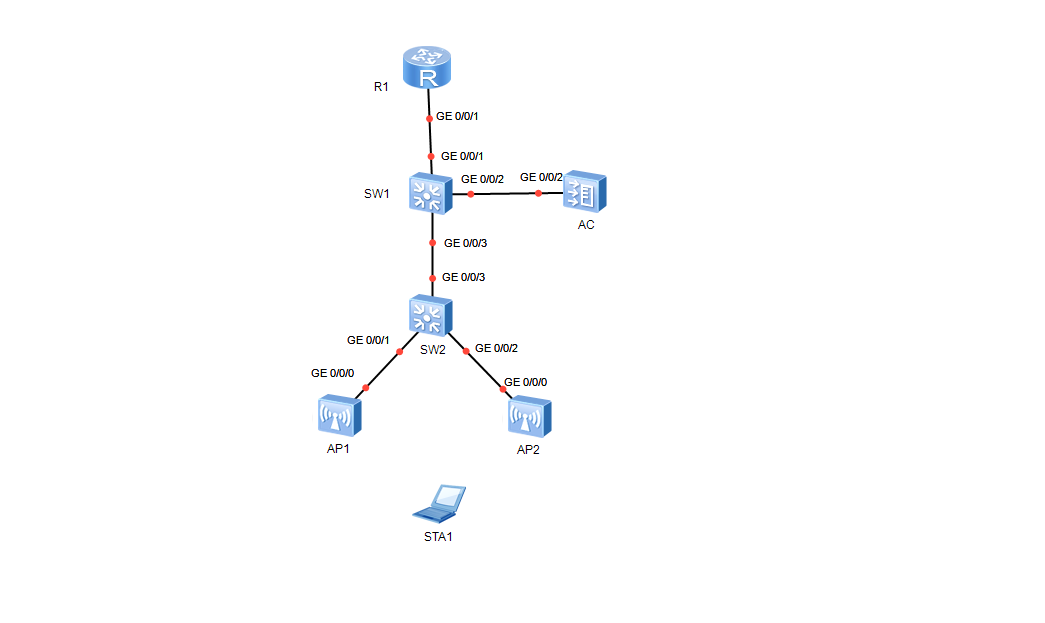 R
R1
GE 0/0/1
GE 0/0/1
SW1
GE 0/0/2
GE 0/0/2
AC
GE 0/0/3
GE 0/0/3
SW2
GE 0/0/1
GE 0/0/2
GE 0/0/0
GE 0/0/0
AP1
AP2
STA1